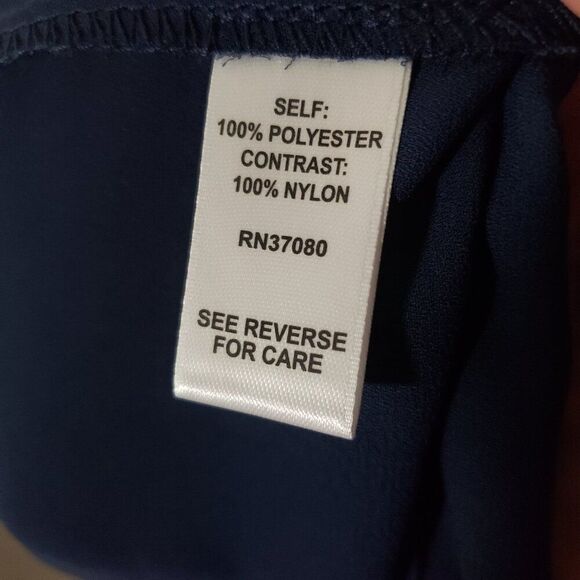 SELF:
100% POLYESTER
CONTRAST:
100% NYLON
RN37080
SEE REVERSE
FOR CARE